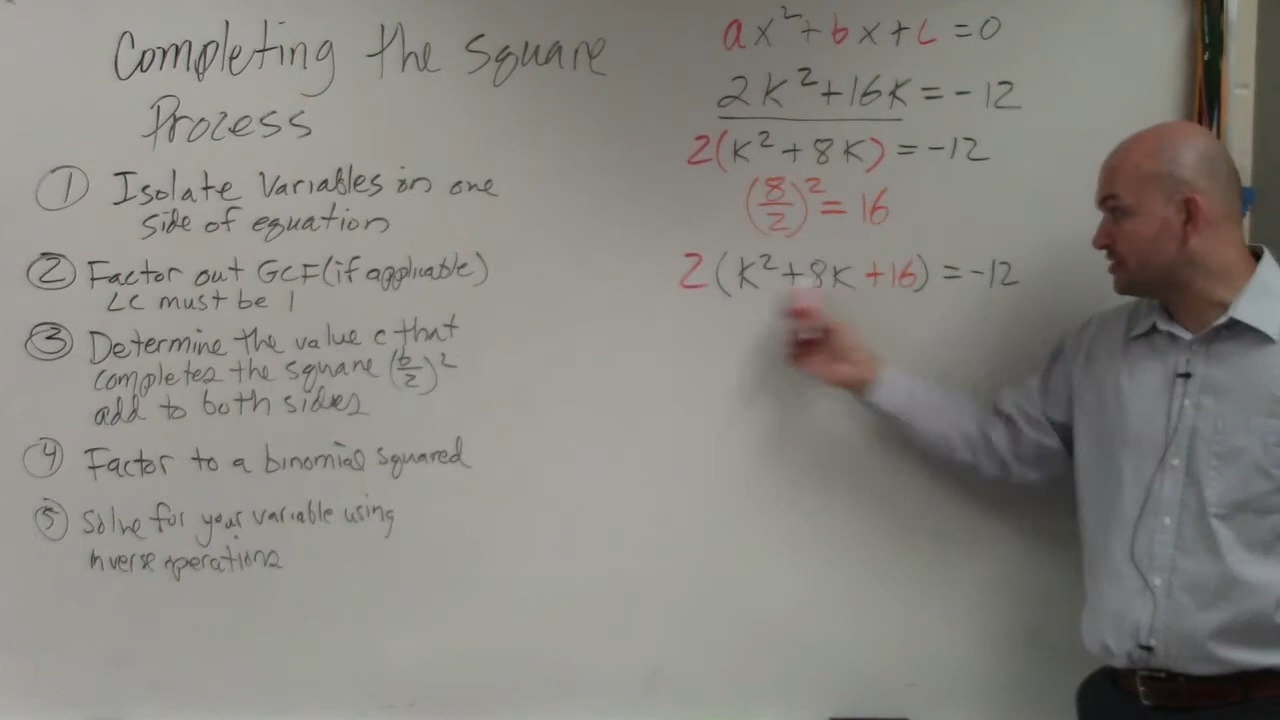 Completing the Square
Process
① Isolate Variables on one
side of equation
② Factor out GCF (if applicable)
LC must be 1
③ Determine the value c that
completes the square (b/2)²
add to both sides
④ Factor to a binomial squared
⑤ Solve for your variable using
inverse operations
ax² + bx + c = 0
2k² + 16k = -12
2(k² + 8k) = -12
(8/2)² = 16
2(k² + 8k + 16) = -12